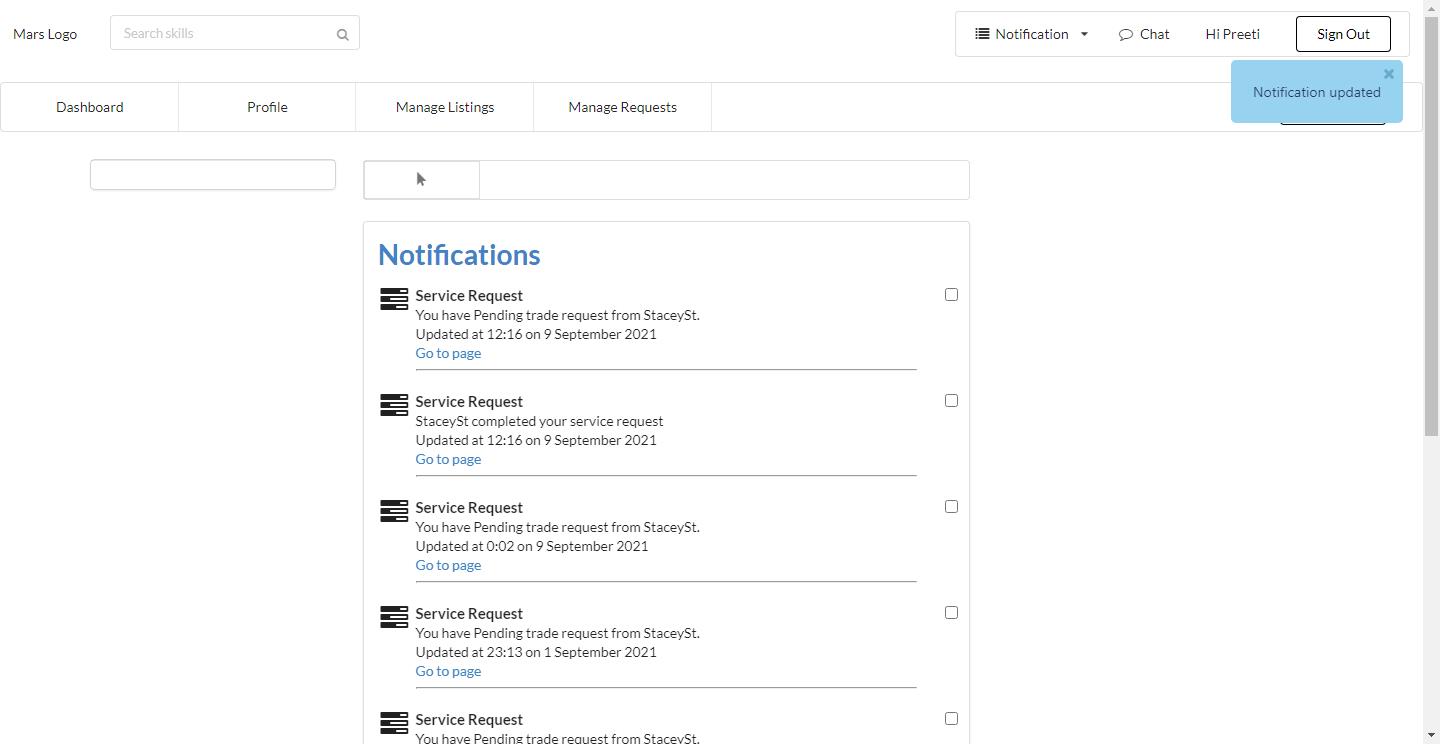 Mars Logo
Search skills
Notification
Chat
Hi Preeti
Sign Out
Notification updated
Dashboard
Profile
Manage Listings
Manage Requests
Notifications
Service Request
You have Pending trade request from StaceySt.
Updated at 12:16 on 9 September 2021
Go to page
Service Request
StaceySt completed your service request
Updated at 12:16 on 9 September 2021
Go to page
Service Request
You have Pending trade request from StaceySt.
Updated at 0:02 on 9 September 2021
Go to page
Service Request
You have Pending trade request from StaceySt.
Updated at 23:13 on 1 September 2021
Go to page
Service Request
You have Pending trade request from StaceySt.